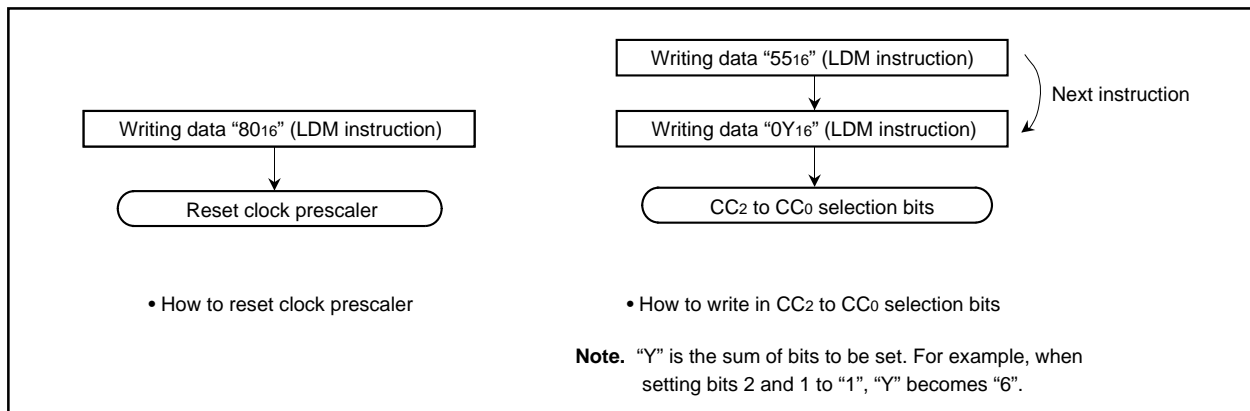 Writing data “80₁₆” (LDM instruction)
Reset clock prescaler
• How to reset clock prescaler
Writing data “55₁₆” (LDM instruction)
Next instruction
Writing data “0Y₁₆” (LDM instruction)
CC₂ to CC₀ selection bits
• How to write in CC₂ to CC₀ selection bits
Note. “Y” is the sum of bits to be set. For example, when
setting bits 2 and 1 to “1”, “Y” becomes “6”.